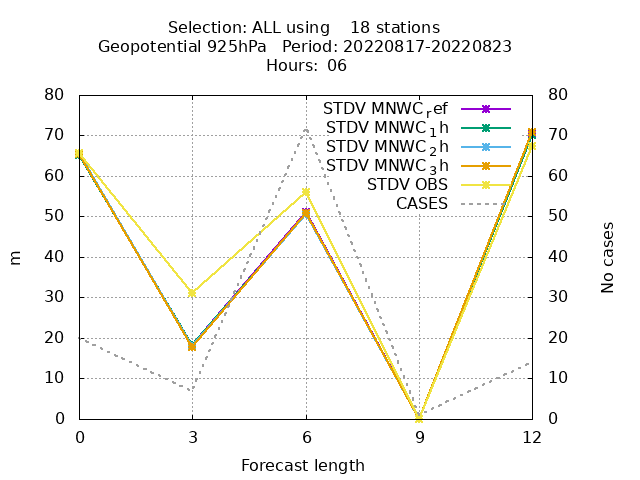 Selection: ALL using    18 stations
Geopotential 925hPa   Period: 20220817-20220823
Hours: 06
80
70
60
50
40
30
20
10
0
m
STDV MNWC_ref
STDV MNWC_1h
STDV MNWC_2h
STDV MNWC_3h
STDV OBS
CASES
80
70
60
50
40
30
20
10
0
No cases
0 3 6 9 12
Forecast length